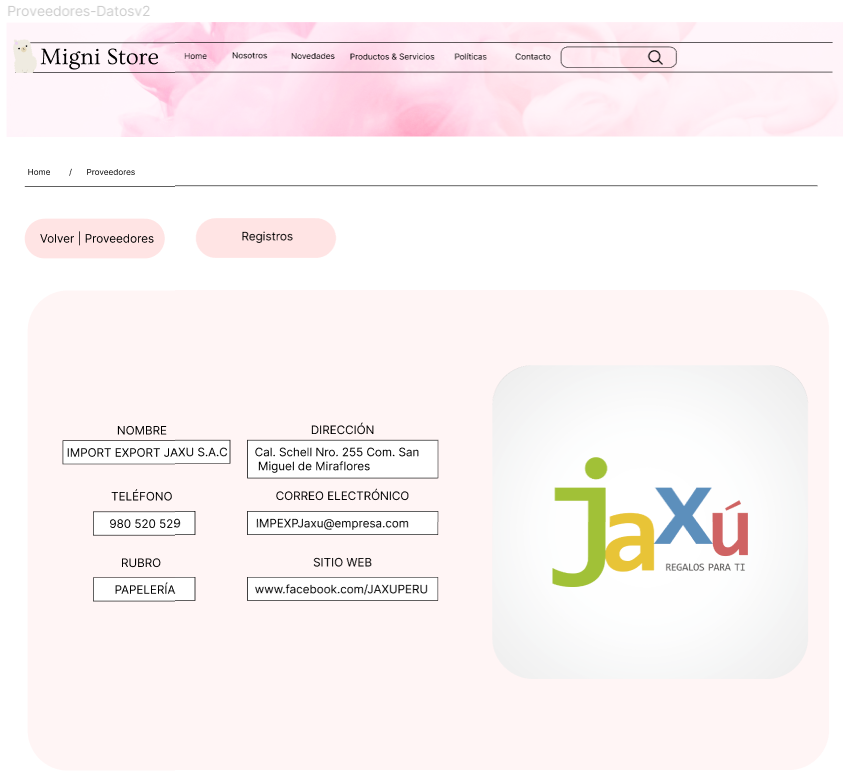 Proveedores-Datosv2
Migni Store
Home
Nosotros
Novedades
Productos & Servicios
Políticas
Contacto
Home / Proveedores
Volver | Proveedores
Registros
NOMBRE
IMPORT EXPORT JAXU S.A.C
DIRECCIÓN
Cal. Schell Nro. 255 Com. San
Miguel de Miraflores
TELÉFONO
980 520 529
CORREO ELECTRÓNICO
IMPEXPJaxu@empresa.com
RUBRO
PAPELERÍA
SITIO WEB
www.facebook.com/JAXUPERU
jaxú
REGALOS PARA TI